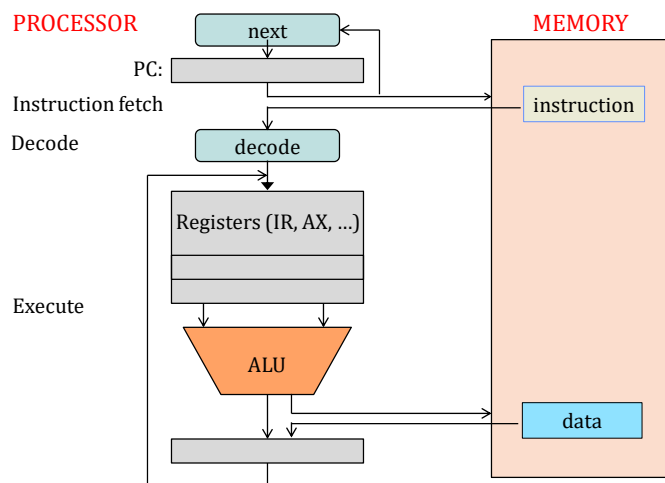 PROCESSOR
next
MEMORY
PC:
Instruction fetch
instruction
Decode
decode
Registers (IR, AX, …)
Execute
ALU
data